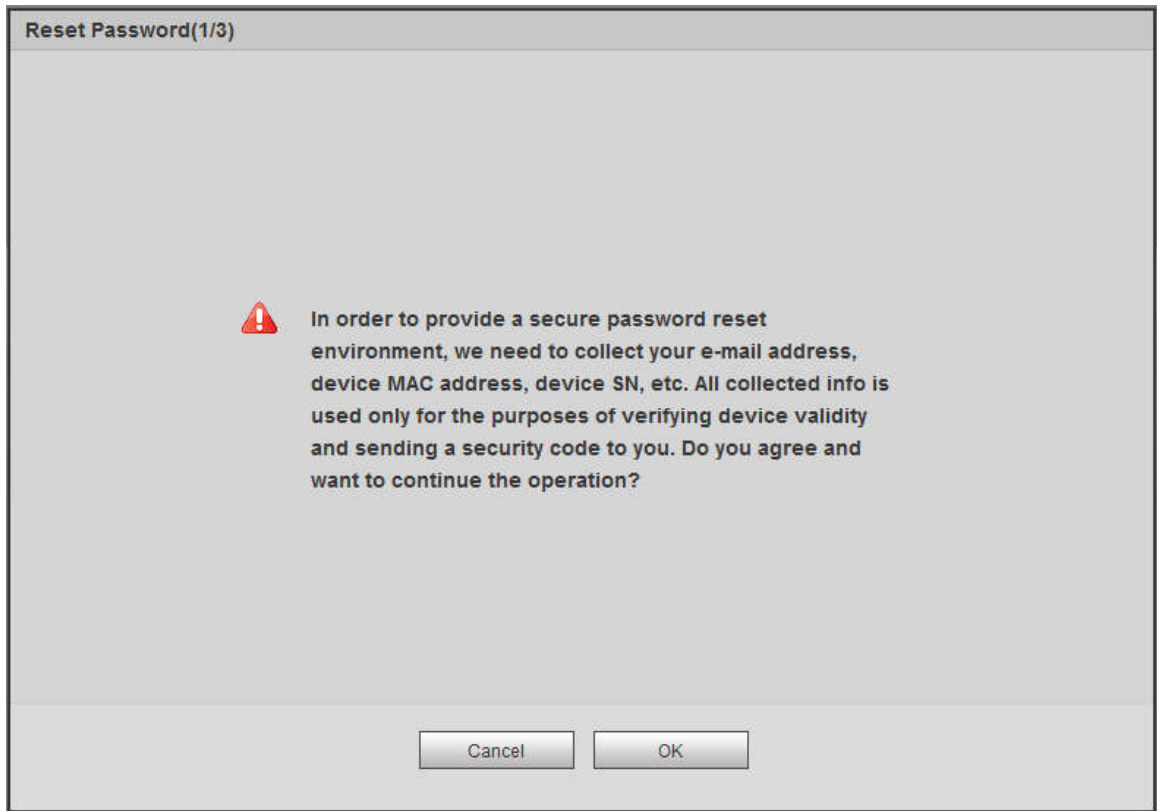 Reset Password(1/3)
In order to provide a secure password reset
environment, we need to collect your e-mail address,
device MAC address, device SN, etc. All collected info is
used only for the purposes of verifying device validity
and sending a security code to you. Do you agree and
want to continue the operation?
Cancel
OK